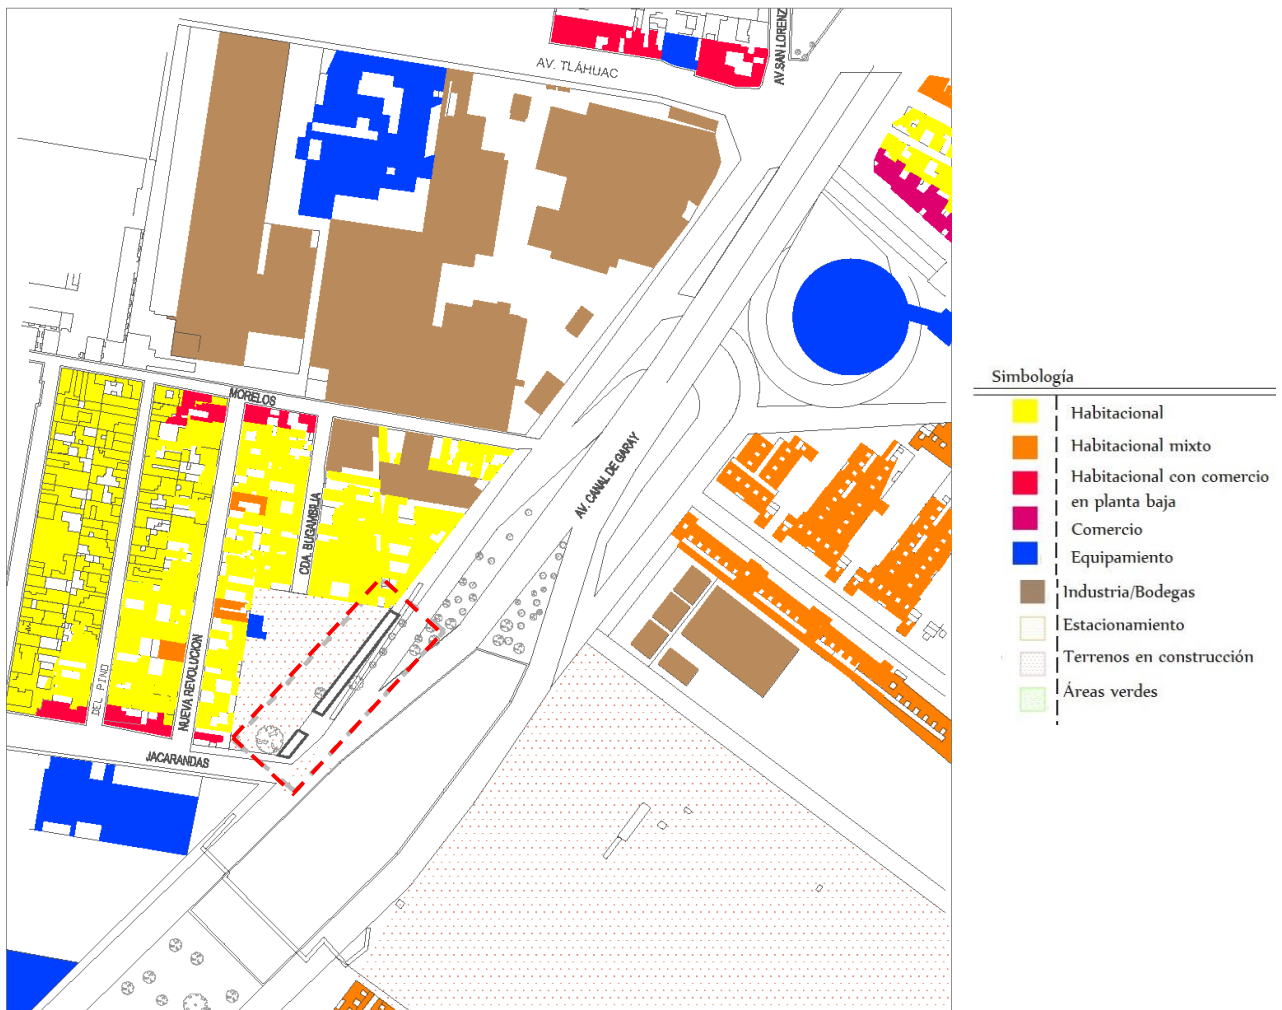 AV. TLÁHUAC
AV.SAN LORENZ
MORELOS
AV. CANAL DE GARAY
CDA. BUGAMBILIA
NUEVA REVOLUCION
DEL PINO
JACARANDAS
Simbología
Habitacional
Habitacional mixto
Habitacional con comercio
en planta baja
Comercio
Equipamiento
Industria/Bodegas
Estacionamiento
Terrenos en construcción
Áreas verdes